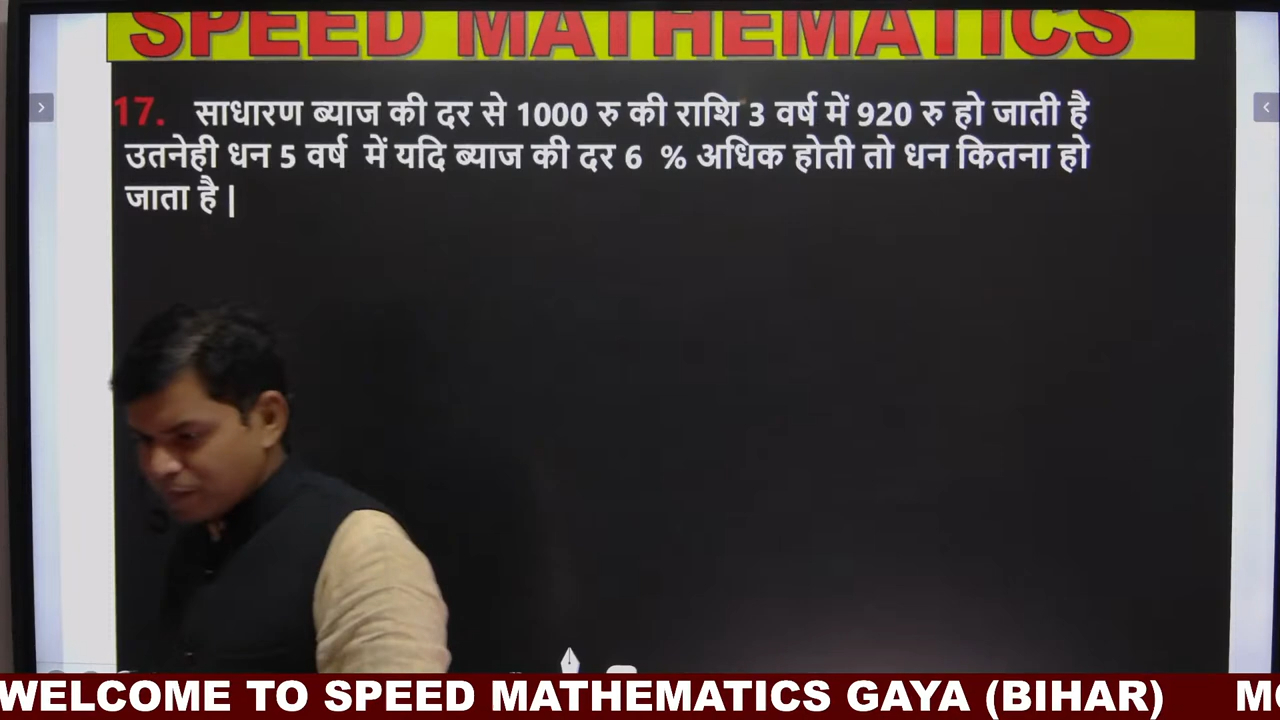 SPEED MATHEMATICS
17. साधारण ब्याज की दर से 1000 रु की राशि 3 वर्ष में 920 रु हो जाती है
उतनेही धन 5 वर्ष में यदि ब्याज की दर 6 % अधिक होती तो धन कितना हो
जाता है |
WELCOME TO SPEED MATHEMATICS GAYA (BIHAR)